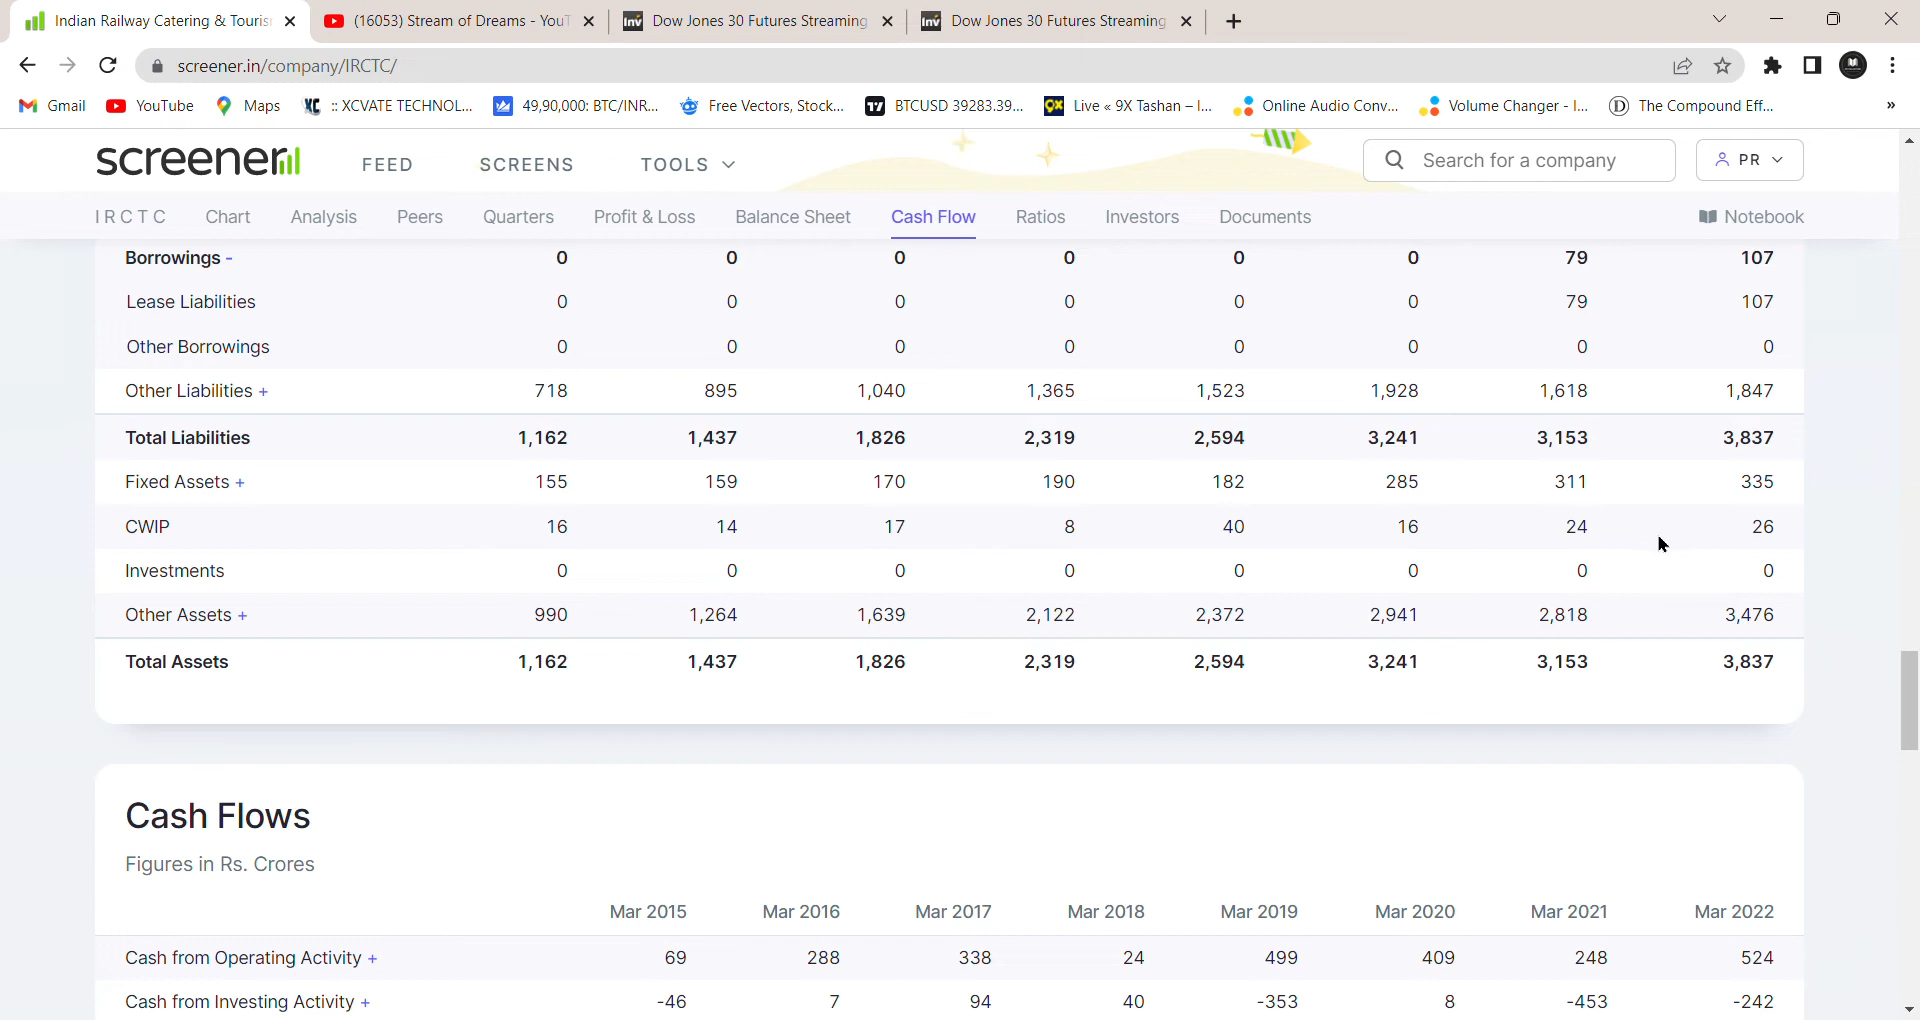 Indian Railway Catering & Touris
(16053) Stream of Dreams - YouT
Inv Dow Jones 30 Futures Streaming
Inv Dow Jones 30 Futures Streaming
screener.in/company/IRCTC/
Gmail YouTube Maps XC :: XCVATE TECHNOL... 49,90,000: BTC/INR... Free Vectors, Stock... BTCUSD 39283.39... 9X Live « 9X Tashan – I... Online Audio Conv... Volume Changer - I... The Compound Eff... »
screener FEED SCREENS TOOLS Search for a company PR
IRCTC Chart Analysis Peers Quarters Profit & Loss Balance Sheet Cash Flow Ratios Investors Documents Notebook
Borrowings - 0 0 0 0 0 0 79 107
Lease Liabilities 0 0 0 0 0 0 79 107
Other Borrowings 0 0 0 0 0 0 0 0
Other Liabilities + 718 895 1,040 1,365 1,523 1,928 1,618 1,847
Total Liabilities 1,162 1,437 1,826 2,319 2,594 3,241 3,153 3,837
Fixed Assets + 155 159 170 190 182 285 311 335
CWIP 16 14 17 8 40 16 24 26
Investments 0 0 0 0 0 0 0 0
Other Assets + 990 1,264 1,639 2,122 2,372 2,941 2,818 3,476
Total Assets 1,162 1,437 1,826 2,319 2,594 3,241 3,153 3,837
Cash Flows
Figures in Rs. Crores
Mar 2015 Mar 2016 Mar 2017 Mar 2018 Mar 2019 Mar 2020 Mar 2021 Mar 2022
Cash from Operating Activity + 69 288 338 24 499 409 248 524
Cash from Investing Activity + -46 7 94 40 -353 8 -453 -242